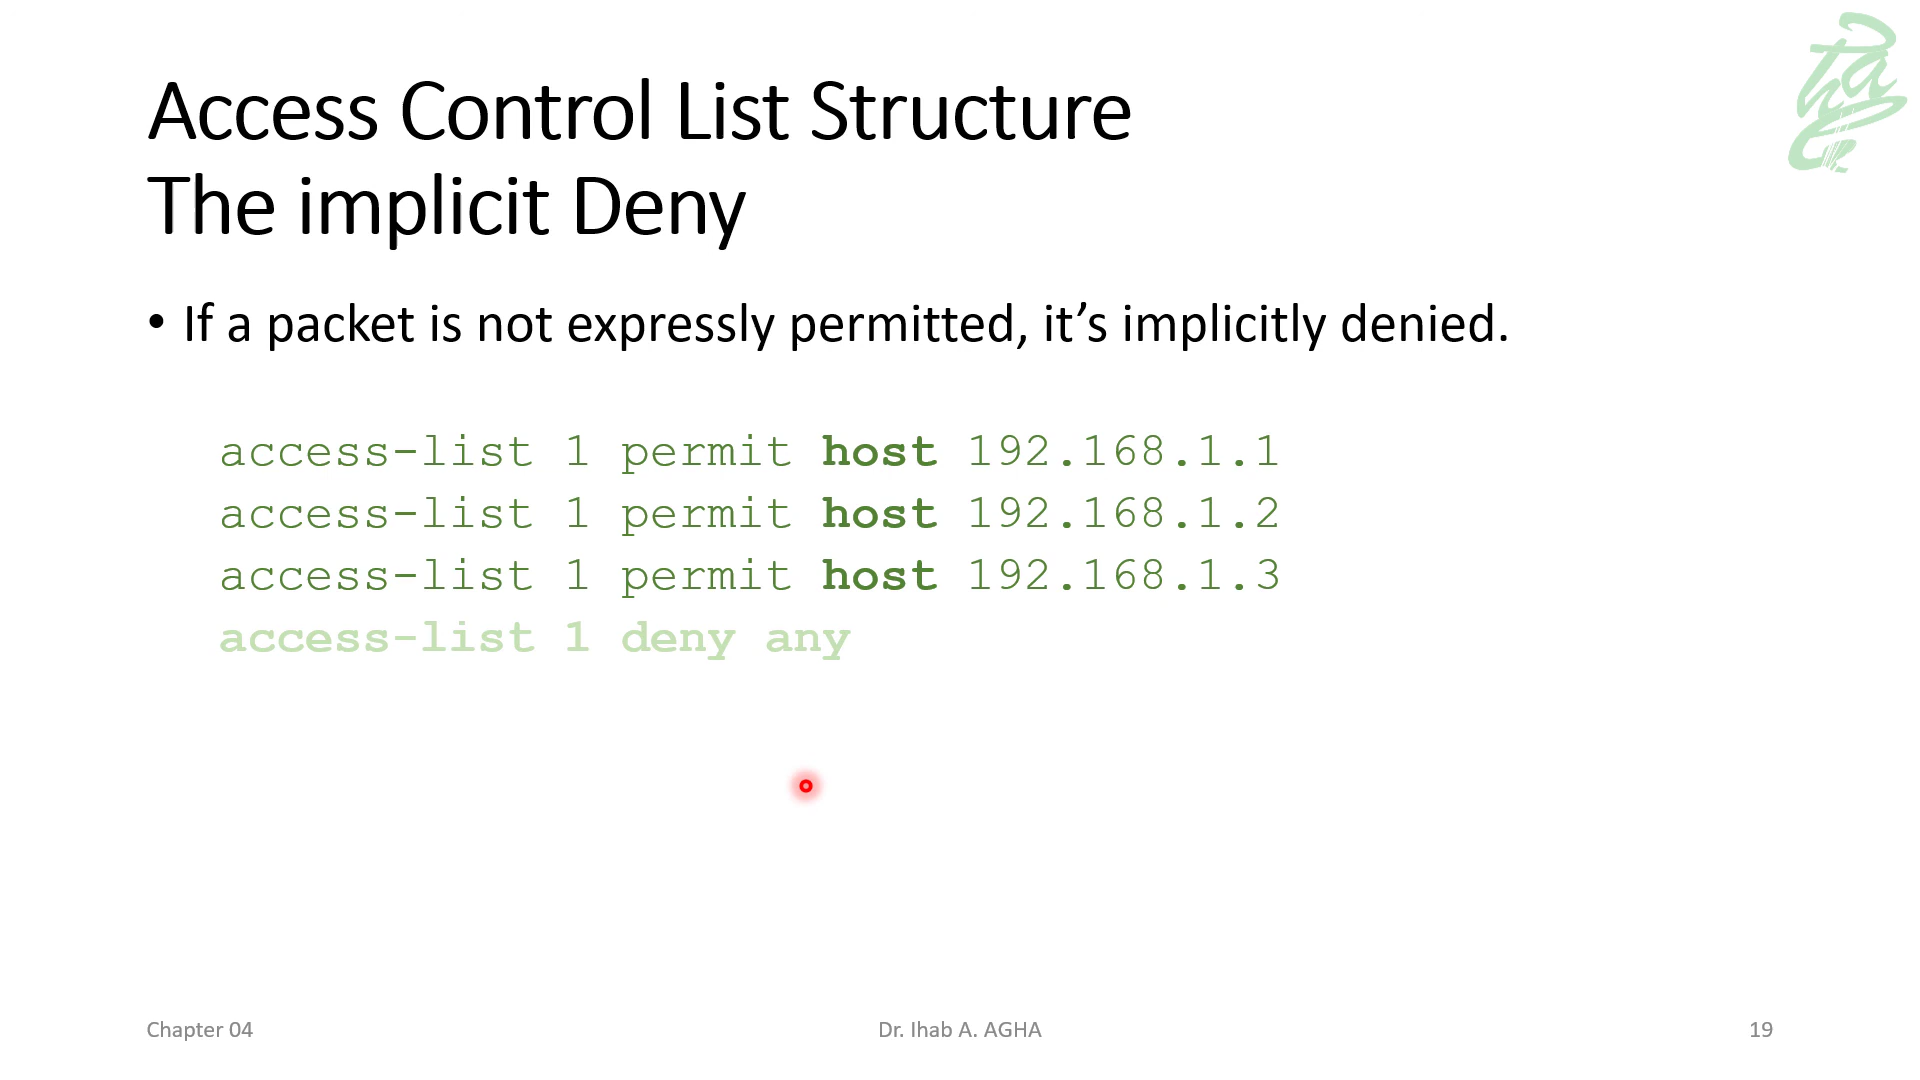 Access Control List Structure
The implicit Deny
• If a packet is not expressly permitted, it’s implicitly denied.
access-list 1 permit host 192.168.1.1
access-list 1 permit host 192.168.1.2
access-list 1 permit host 192.168.1.3
access-list 1 deny any
Chapter 04
Dr. Ihab A. AGHA
19